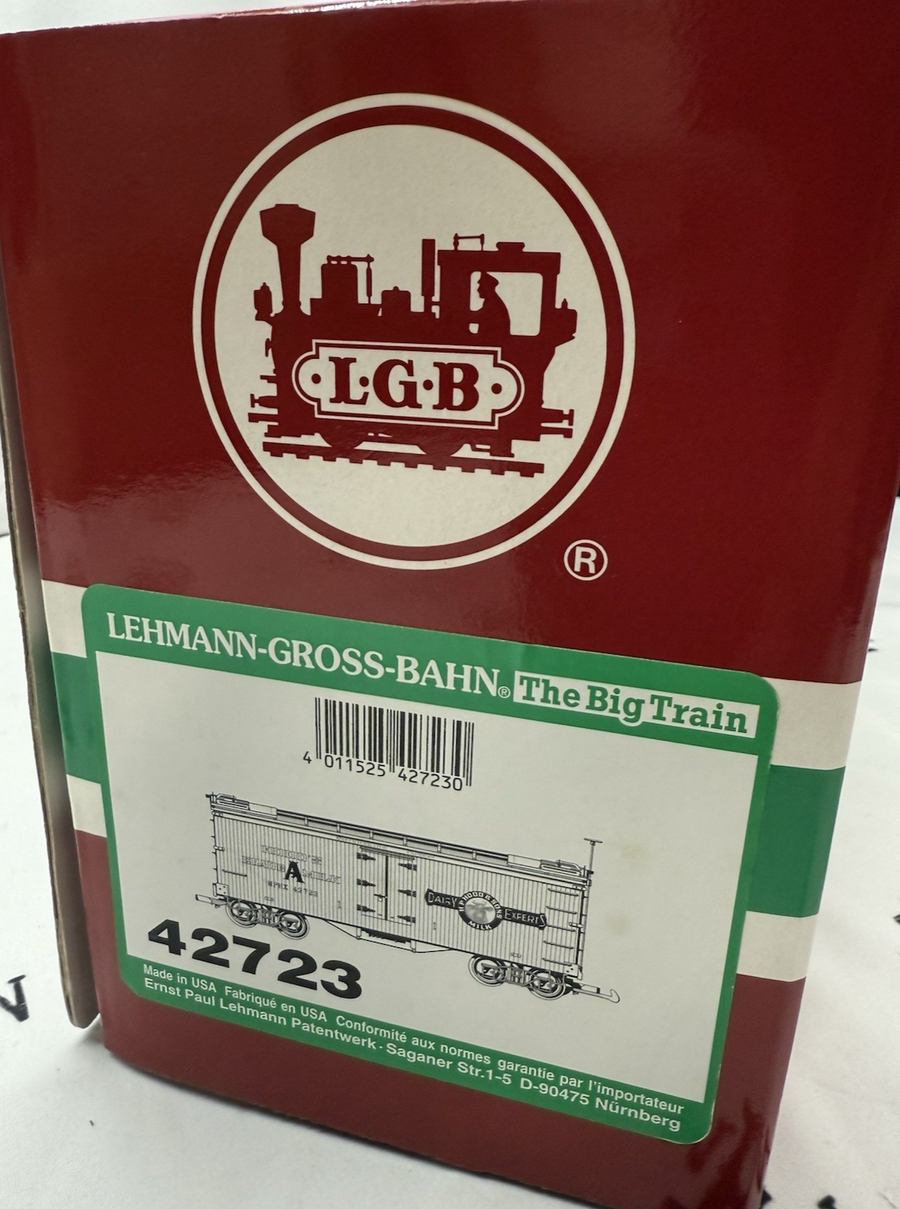 L·G·B
®
LEHMANN-GROSS-BAHN® The Big Train
4 011525 427230
A
DAIRY EXPERTS
MILK
42723
Made in USA Fabriqué en USA Conformité aux normes garantie par l'importateur
Ernst Paul Lehmann Patentwerk · Saganer Str.1-5 D-90475 Nürnberg